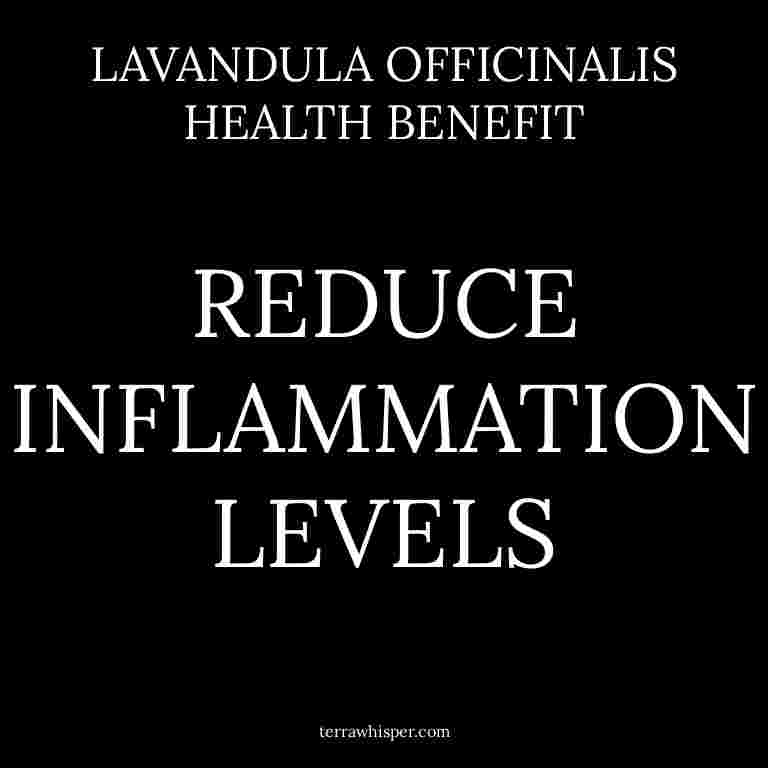 LAVANDULA OFFICINALIS
HEALTH BENEFIT
REDUCE
INFLAMMATION
LEVELS
terrawhisper.com